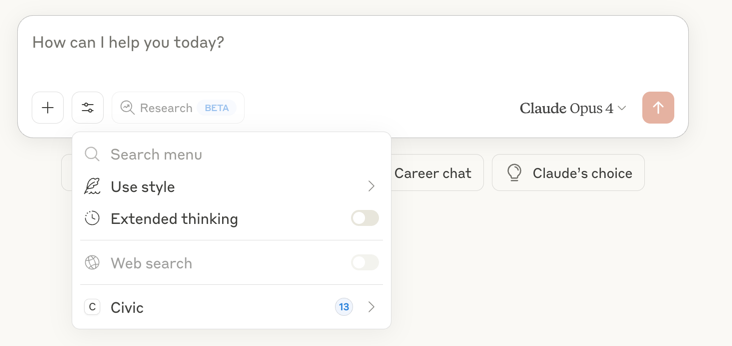 How can I help you today?
Research BETA
Claude Opus 4
Search menu
Use style
Career chat
Claude's choice
Extended thinking
Web search
C Civic 13